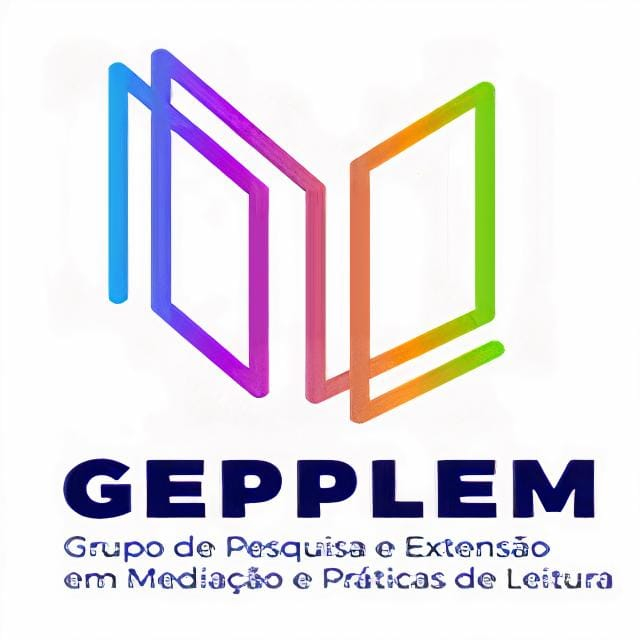 GEPPLEM
Grupo de Pesquisa e Extensão
em Mediação e Práticas de Leitura